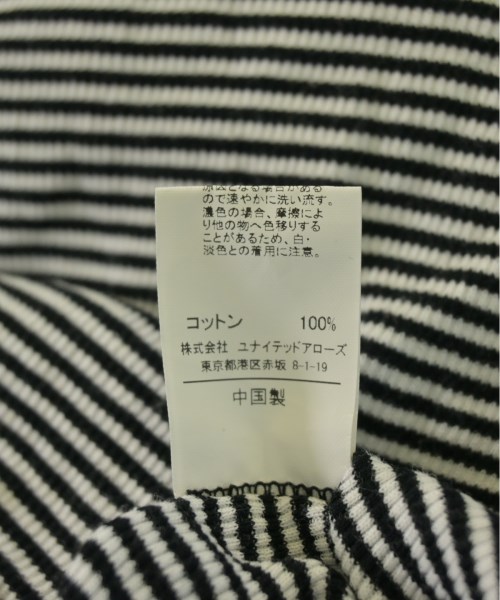 ので速やかに洗い流す。
濃色の場合、摩擦によ
り他の物へ色移りする
ことがあるため、白・
淡色との着用に注意。
コットン 100%
株式会社 ユナイテッドアローズ
東京都港区赤坂 8-1-19
中国製